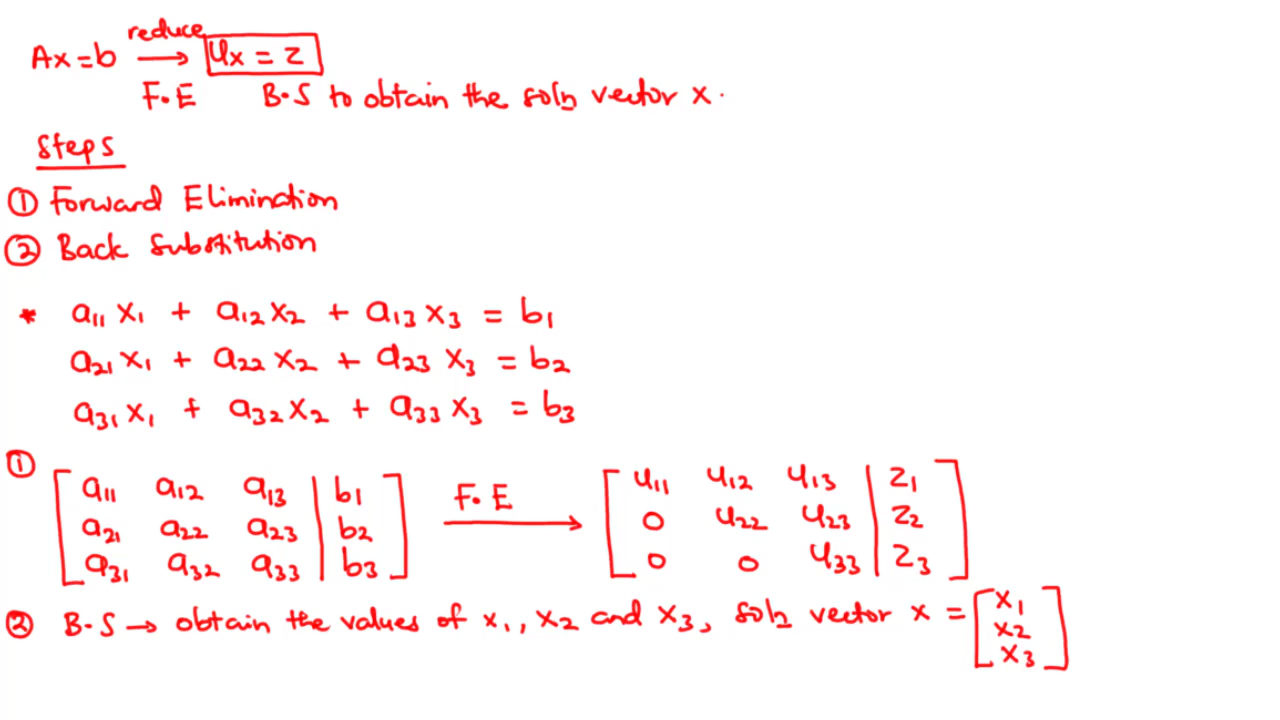 reduce
Ax = b → Ux = z
F.E B.S to obtain the soln vector x.
Steps
① Forward Elimination
② Back Substitution
* a₁₁ x₁ + a₁₂ x₂ + a₁₃ x₃ = b₁
a₂₁ x₁ + a₂₂ x₂ + a₂₃ x₃ = b₂
a₃₁ x₁ + a₃₂ x₂ + a₃₃ x₃ = b₃
①
[ a₁₁ a₁₂ a₁₃ | b₁ ] F.E → [ u₁₁ u₁₂ u₁₃ | z₁ ]
[ a₂₁ a₂₂ a₂₃ | b₂ ] [ 0 u₂₂ u₂₃ | z₂ ]
[ a₃₁ a₃₂ a₃₃ | b₃ ] [ 0 0 u₃₃ | z₃ ]
② B.S → obtain the values of x₁, x₂ and x₃, soln vector x = [ x₁
x₂
x₃ ]